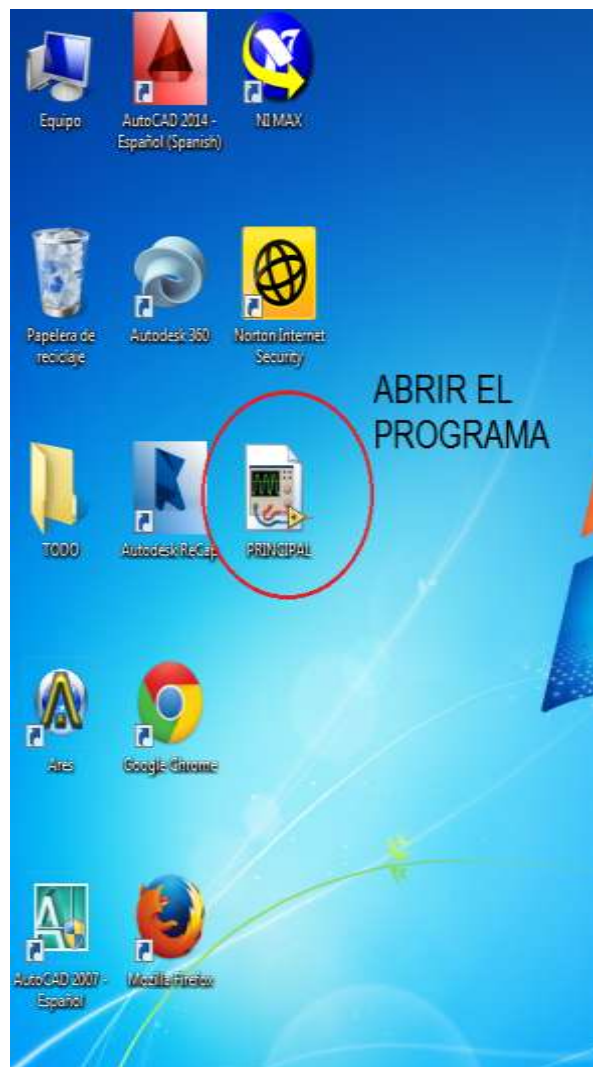 Equipo
AutoCAD 2014 -
Español (Spanish)
NI MAX
Papelera de
reciclaje
Autodesk 360
Norton Internet
Security
ABRIR EL
PROGRAMA
TODO
Autodesk ReCap
PRINCIPAL
Ares
Google Chrome
AutoCAD 2007 -
Español
Mozilla Firefox